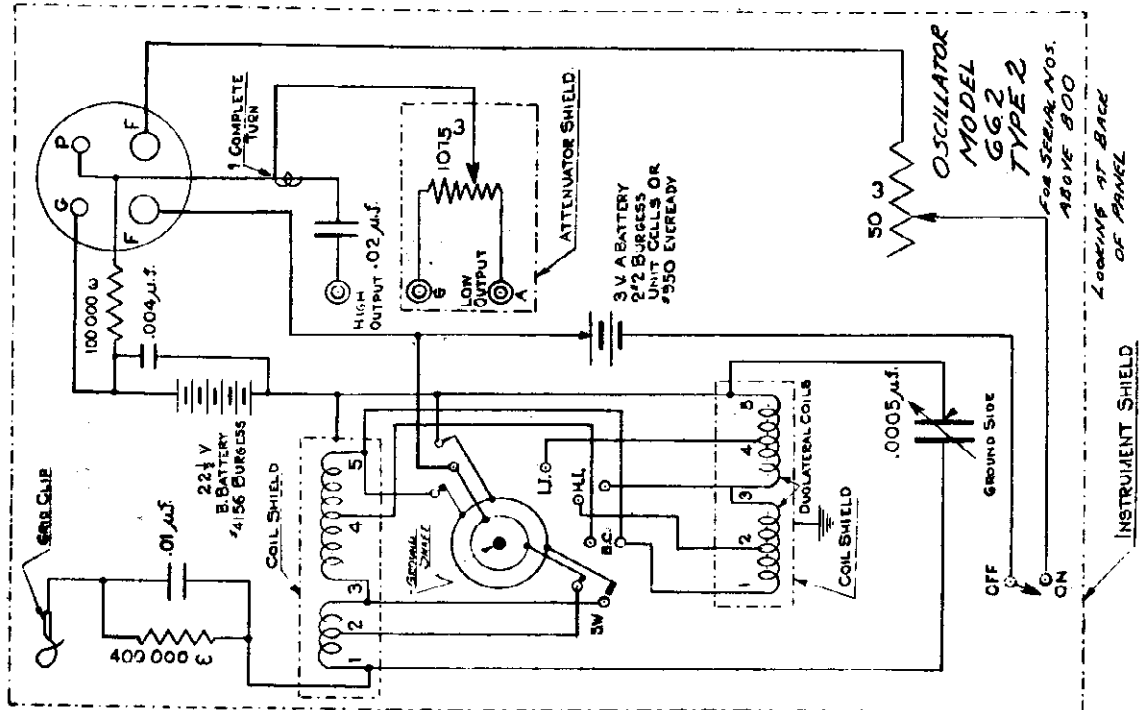 GRID CLIP
.01 µf.
400 000 ω
22½ V
B. BATTERY
#4156 BURGESS
100 000 ω
.004 µf.
G
P
F
F
1 COMPLETE
TURN
HIGH
OUTPUT
.02 µf.
1075 ω
G
LOW
OUTPUT
A
ATTENUATOR SHIELD
3 V. A BATTERY
2 #2 BURGESS
UNIT CELLS OR
#950 EVEREADY
COIL SHIELD
1
2
3
4
5
GROUND
SHAFT
SW
B.C.
H.I.
L.I.
1
2
3
4
5
DUOLATERAL COILS
COIL SHIELD
.0005 µf.
GROUND SIDE
OFF
ON
50 ω
OSCILLATOR
MODEL
662
TYPE 2
FOR SERIAL NOS.
ABOVE 800
LOOKING AT BACK
OF PANEL
INSTRUMENT SHIELD